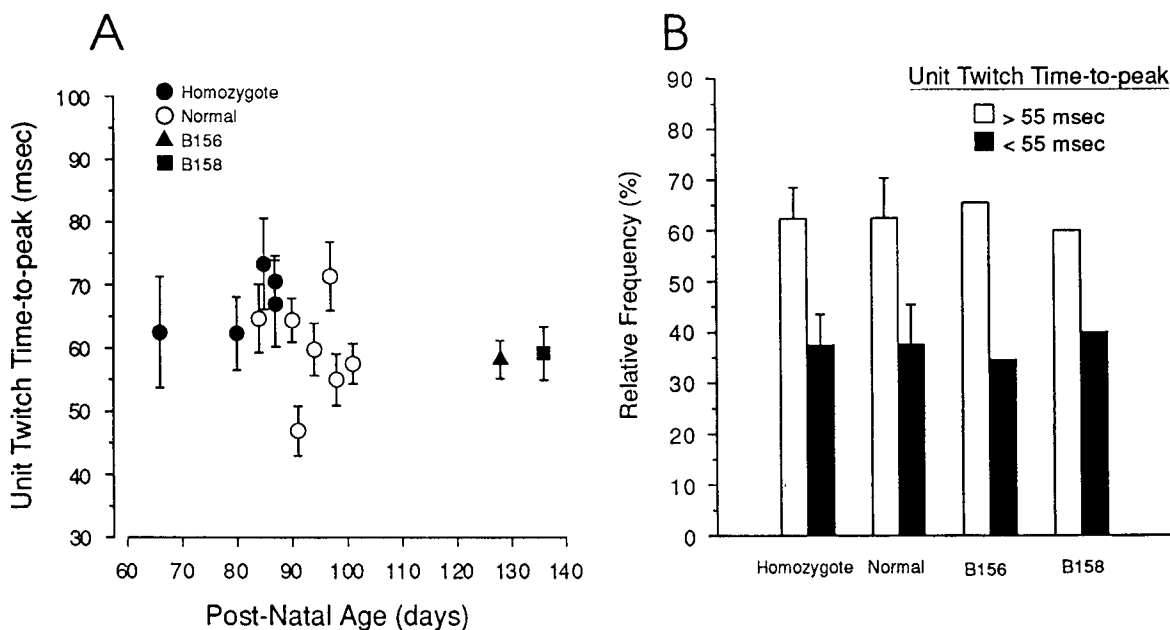 A
Homozygote
Normal
B156
B158
Unit Twitch Time-to-peak (msec)
100
90
80
70
60
50
40
30
60 70 80 90 100 110 120 130 140
Post-Natal Age (days)
B
Unit Twitch Time-to-peak
> 55 msec
< 55 msec
Relative Frequency (%)
90
80
70
60
50
40
30
20
10
0
Homozygote Normal B156 B158